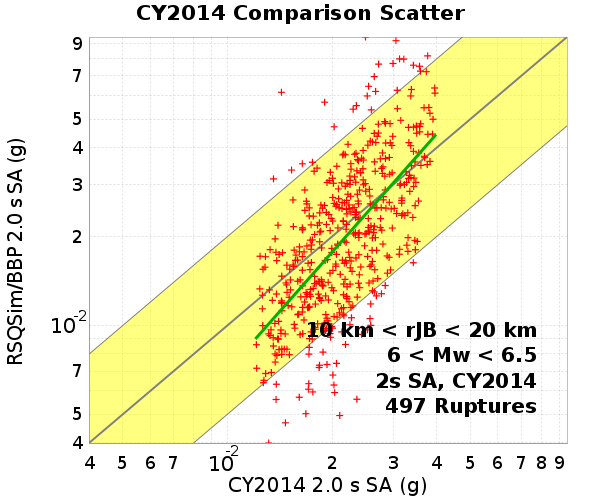 CY2014 Comparison Scatter
RSQSim/BBP 2.0 s SA (g)
9
7
5
4
3
2
10-2
7
5
4
10 km < rJB < 20 km
6 < Mw < 6.5
2s SA, CY2014
497 Ruptures
4 5 6 7 10-2 2 3 4 5 6 7 8 9
CY2014 2.0 s SA (g)